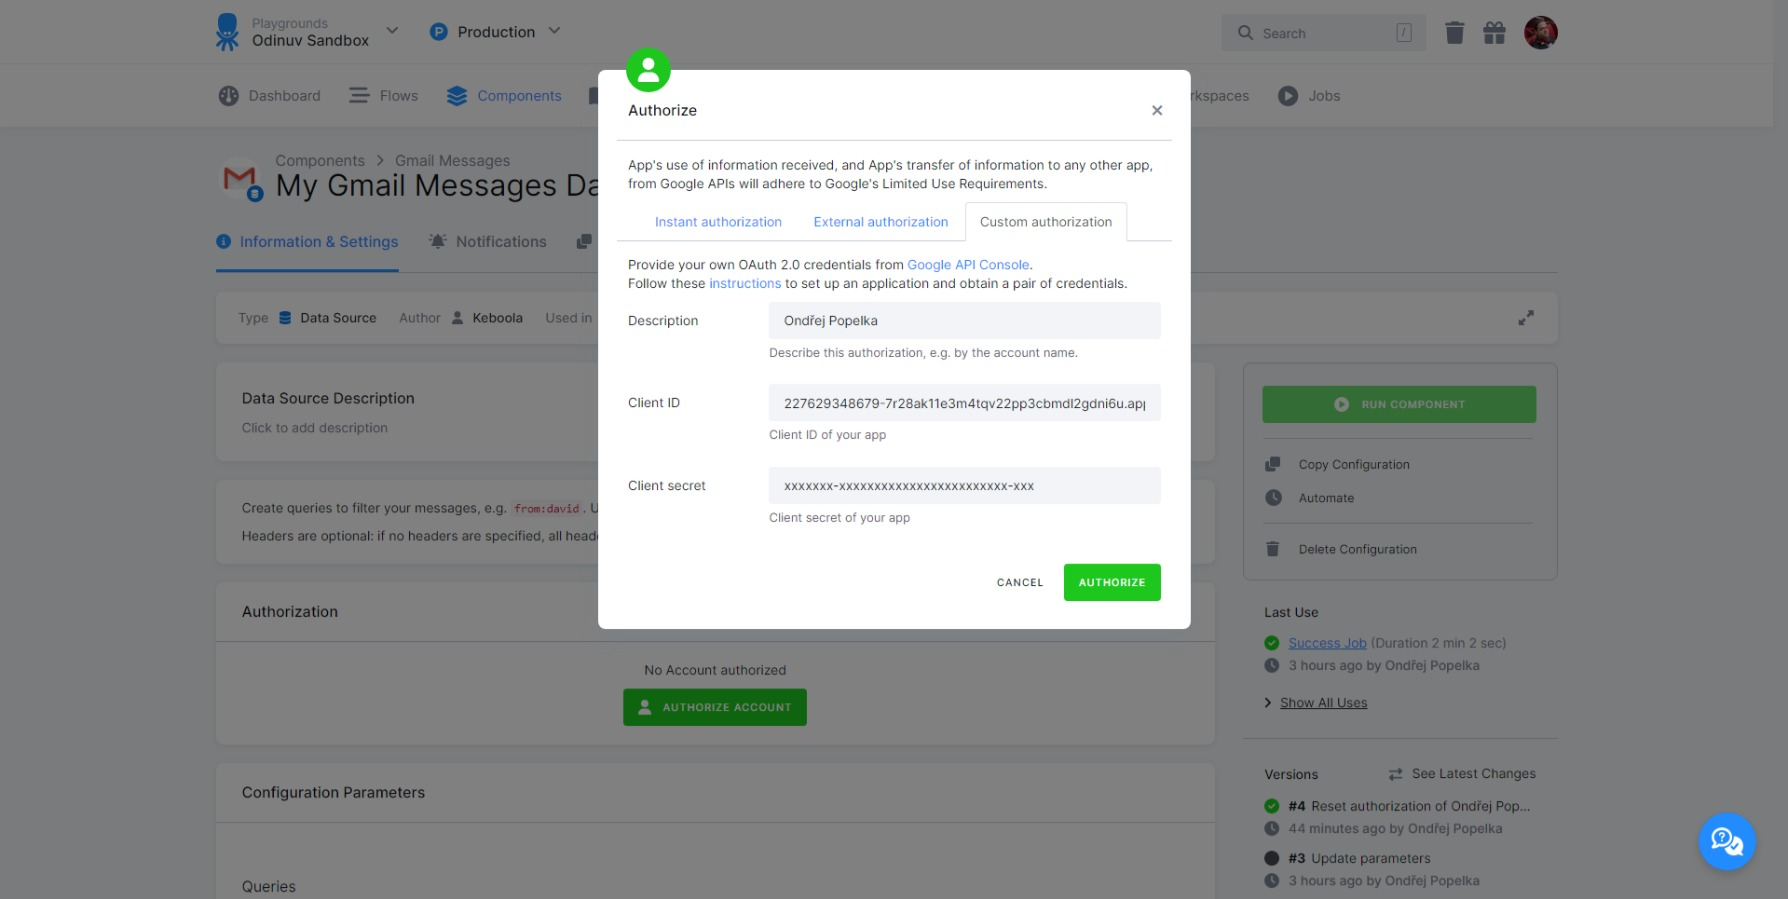 Playgrounds
Odinuv Sandbox
P Production
Search /
Dashboard Flows Components rkspaces Jobs
Components > Gmail Messages
My Gmail Messages Da
Information & Settings Notifications
Type Data Source Author Keboola Used in
Data Source Description
Click to add description
Create queries to filter your messages, e.g. from:david. U
Headers are optional: if no headers are specified, all heade
Authorization
No Account authorized
AUTHORIZE ACCOUNT
Configuration Parameters
Queries
Authorize
App's use of information received, and App's transfer of information to any other app,
from Google APIs will adhere to Google's Limited Use Requirements.
Instant authorization External authorization Custom authorization
Provide your own OAuth 2.0 credentials from Google API Console.
Follow these instructions to set up an application and obtain a pair of credentials.
Description Ondřej Popelka
Describe this authorization, e.g. by the account name.
Client ID 227629348679-7r28ak11e3m4tqv22pp3cbmdl2gdni6u.app
Client ID of your app
Client secret xxxxxxx-xxxxxxxxxxxxxxxxxxxxxxxx-xxx
Client secret of your app
CANCEL AUTHORIZE
RUN COMPONENT
Copy Configuration
Automate
Delete Configuration
Last Use
Success Job (Duration 2 min 2 sec)
3 hours ago by Ondřej Popelka
Show All Uses
Versions See Latest Changes
#4 Reset authorization of Ondřej Pop...
44 minutes ago by Ondřej Popelka
#3 Update parameters
3 hours ago by Ondřej Popelka